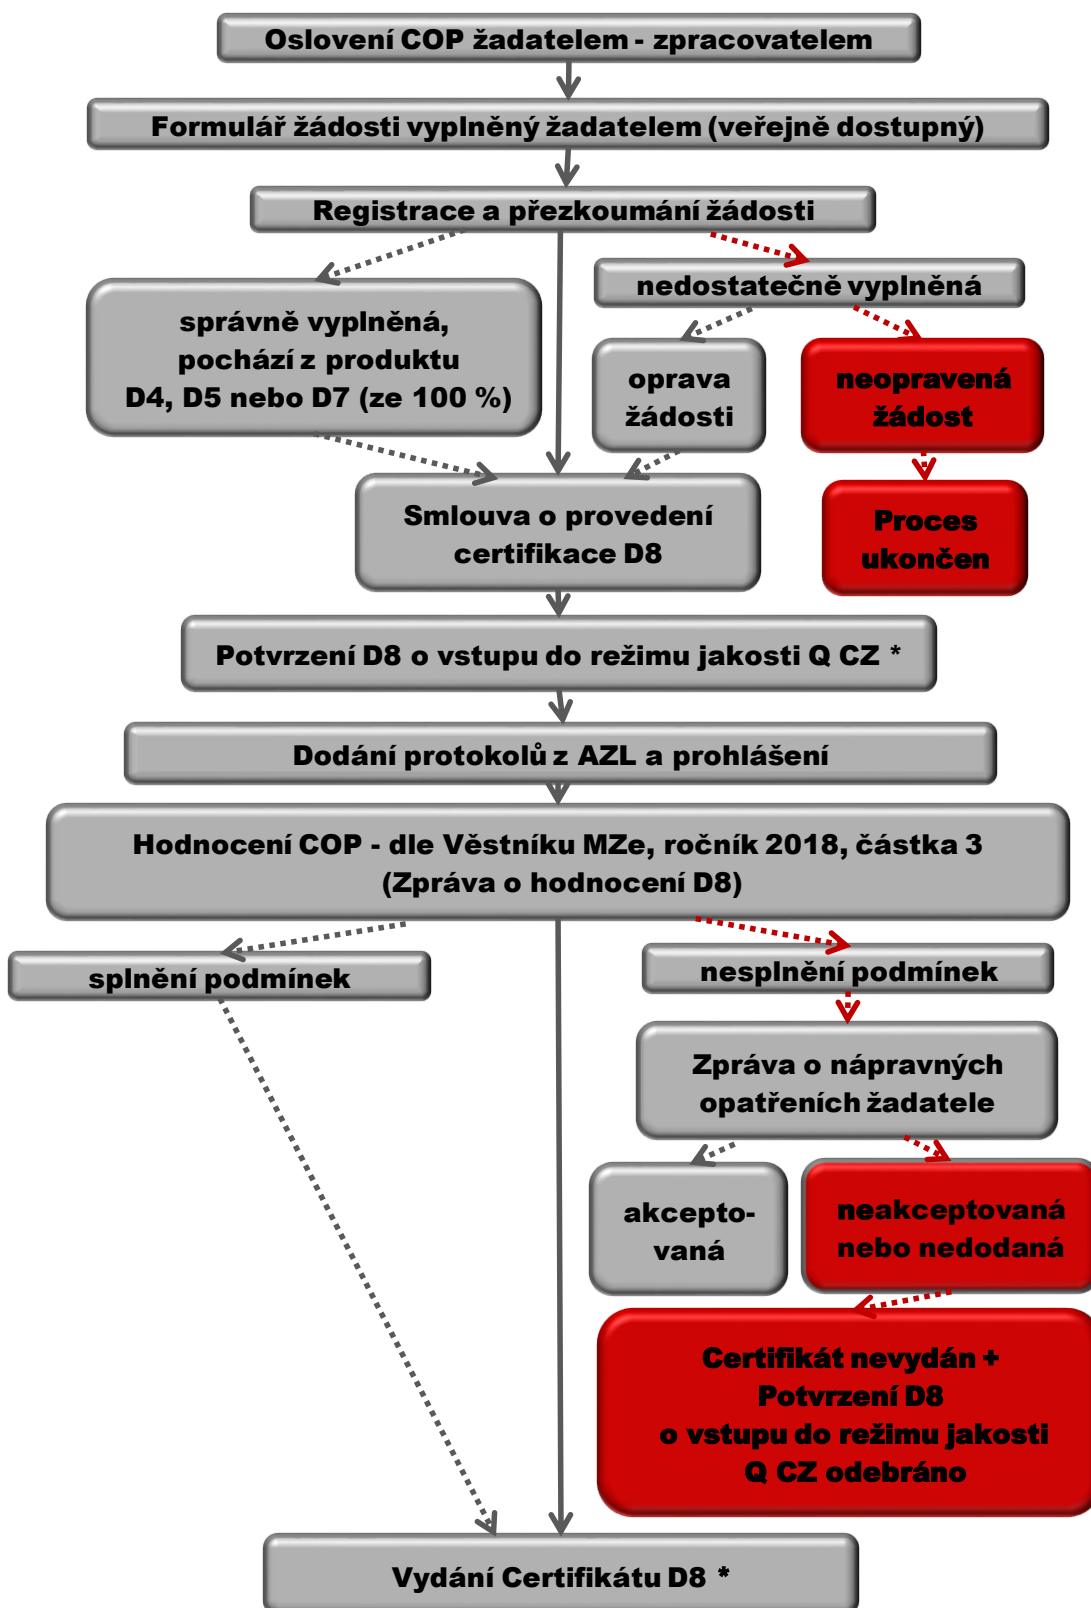 Oslovení COP žadatelem - zpracovatelem
Formulář žádosti vyplněný žadatelem (veřejně dostupný)
Registrace a přezkoumání žádosti
nedostatečně vyplněná
správně vyplněná,
pochází z produktu
D4, D5 nebo D7 (ze 100 %)
oprava
žádosti
neopravená
žádost
Smlouva o provedení
certifikace D8
Proces
ukončen
Potvrzení D8 o vstupu do režimu jakosti Q CZ *
Dodání protokolů z AZL a prohlášení
Hodnocení COP - dle Věstníku MZe, ročník 2018, částka 3
(Zpráva o hodnocení D8)
splnění podmínek
nesplnění podmínek
Zpráva o nápravných
opatřeních žadatele
akcepto-
vaná
neakceptovaná
nebo nedodaná
Certifikát nevydán +
Potvrzení D8
o vstupu do režimu jakosti
Q CZ odebráno
Vydání Certifikátu D8 *